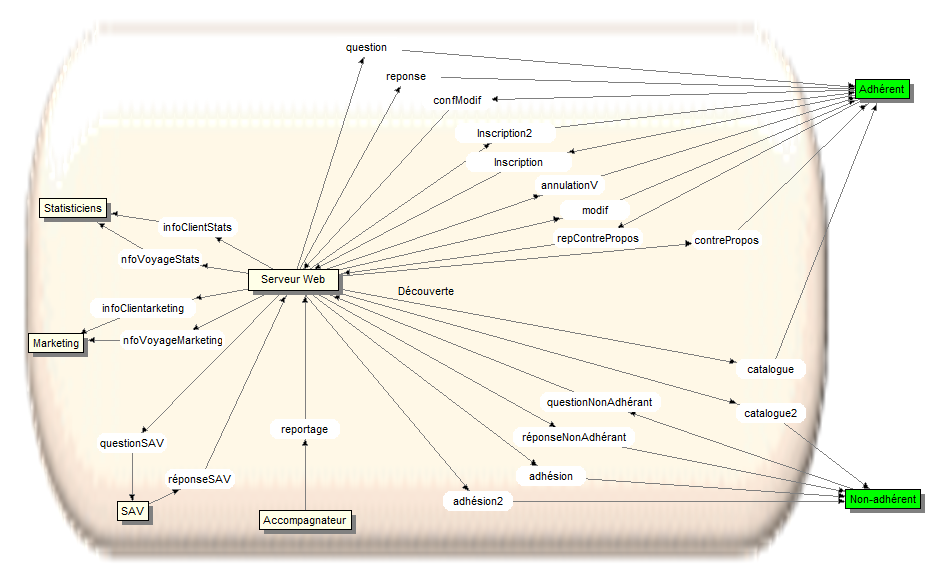 question
reponse
confModif
Adhérent
Inscription2
Inscription
annulationV
Statisticiens
modif
infoClientStats
repContrePropos
contrePropos
nfoVoyageStats
Serveur Web
Découverte
infoClientarketing
Marketing
nfoVoyageMarketing
catalogue
questionNonAdhérant
catalogue2
reportage
réponseNonAdhérant
questionSAV
réponseSAV
adhésion
adhésion2
Non-adhérent
SAV
Accompagnateur